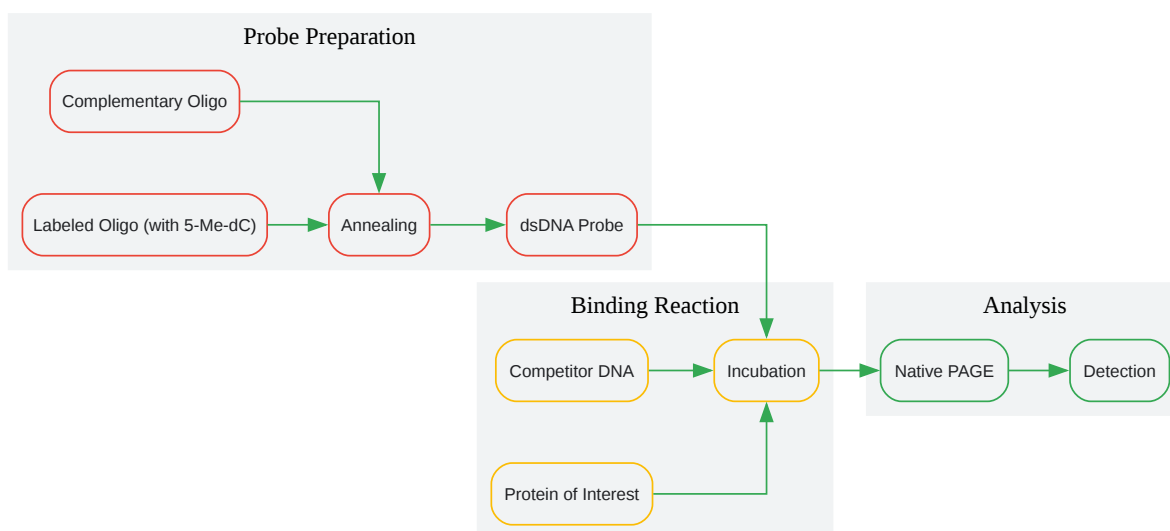 Probe Preparation
Complementary Oligo
Labeled Oligo (with 5-Me-dC)
Annealing
dsDNA Probe
Binding Reaction
Competitor DNA
Incubation
Protein of Interest
Analysis
Native PAGE
Detection